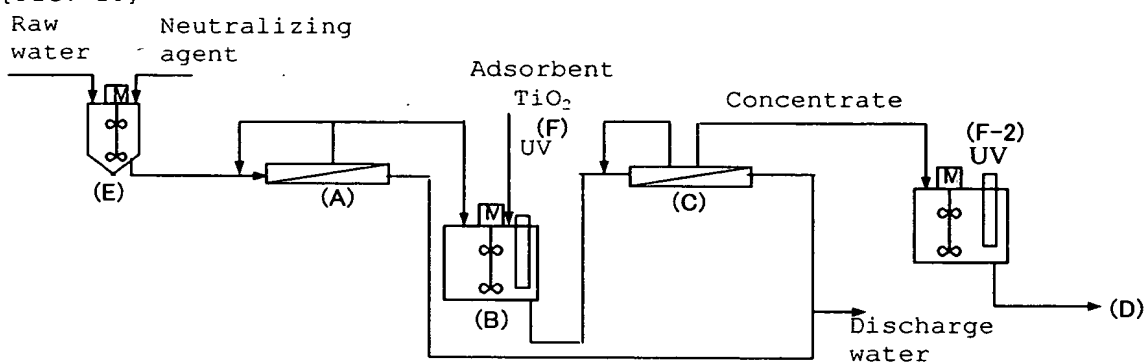 Raw
water
Neutralizing
agent
M
(E)
(A)
Adsorbent
TiO₂
(F)
UV
M
(B)
Concentrate
(C)
(F-2)
UV
M
(D)
Discharge
water